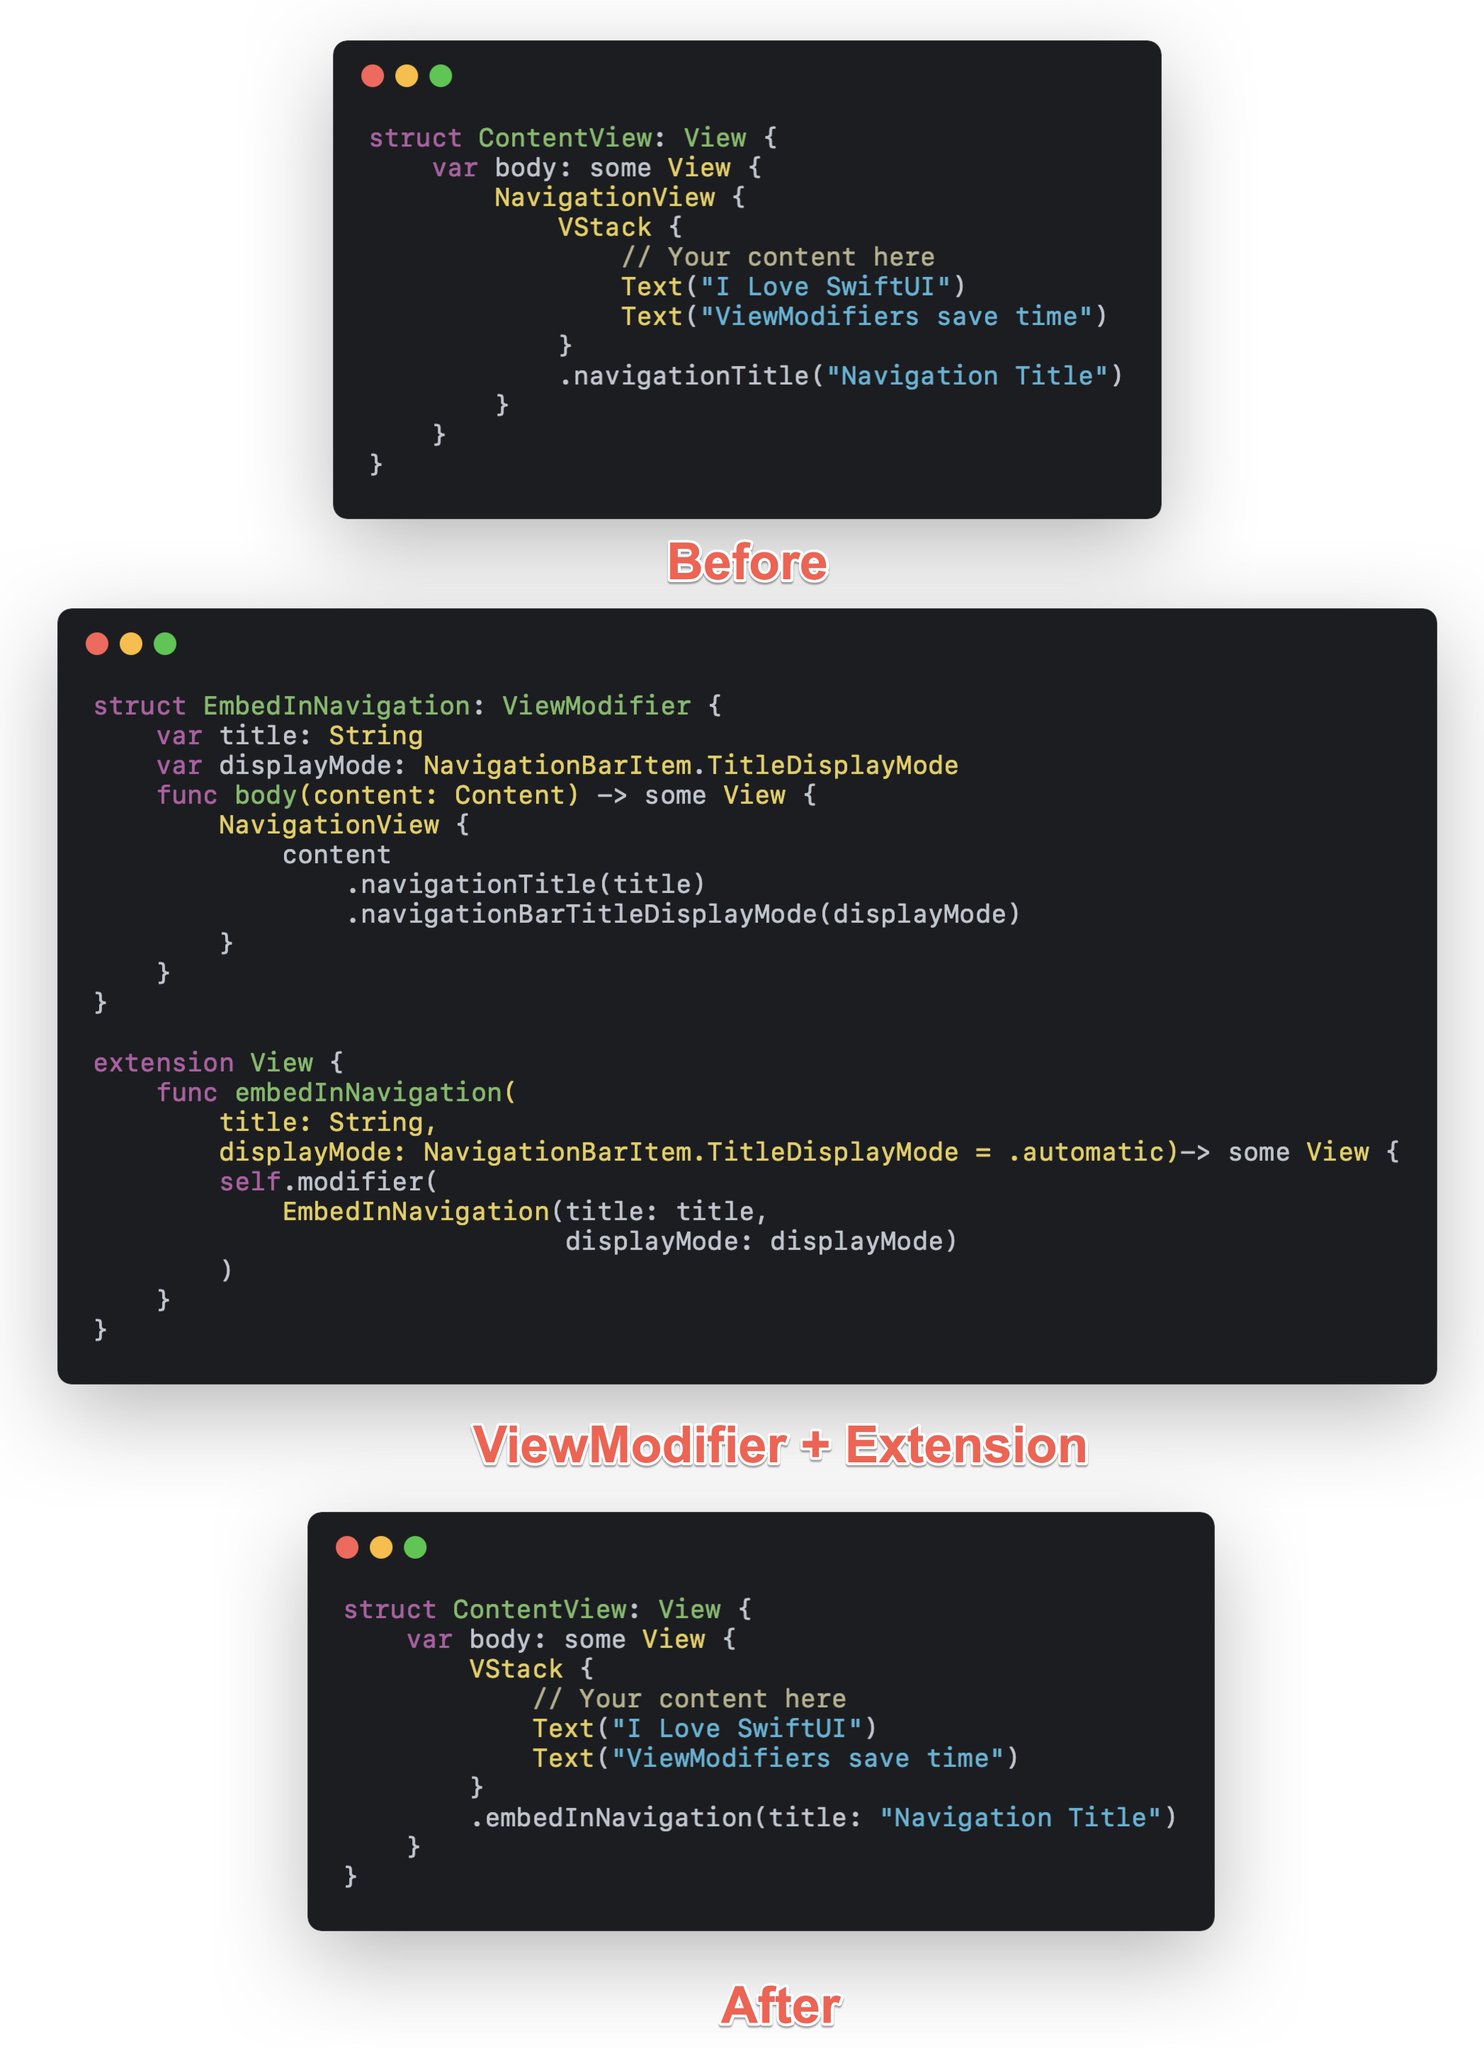 struct ContentView: View {
    var body: some View {
        NavigationView {
            VStack {
                // Your content here
                Text("I Love SwiftUI")
                Text("ViewModifiers save time")
            }
            .navigationTitle("Navigation Title")
        }
    }
}
Before
struct EmbedInNavigation: ViewModifier {
    var title: String
    var displayMode: NavigationBarItem.TitleDisplayMode
    func body(content: Content) -> some View {
        NavigationView {
            content
                .navigationTitle(title)
                .navigationBarTitleDisplayMode(displayMode)
        }
    }
}
extension View {
    func embedInNavigation(
        title: String,
        displayMode: NavigationBarItem.TitleDisplayMode = .automatic)-> some View {
        self.modifier(
            EmbedInNavigation(title: title,
                              displayMode: displayMode)
        )
    }
}
ViewModifier + Extension
struct ContentView: View {
    var body: some View {
        VStack {
            // Your content here
            Text("I Love SwiftUI")
            Text("ViewModifiers save time")
        }
        .embedInNavigation(title: "Navigation Title")
    }
}
After